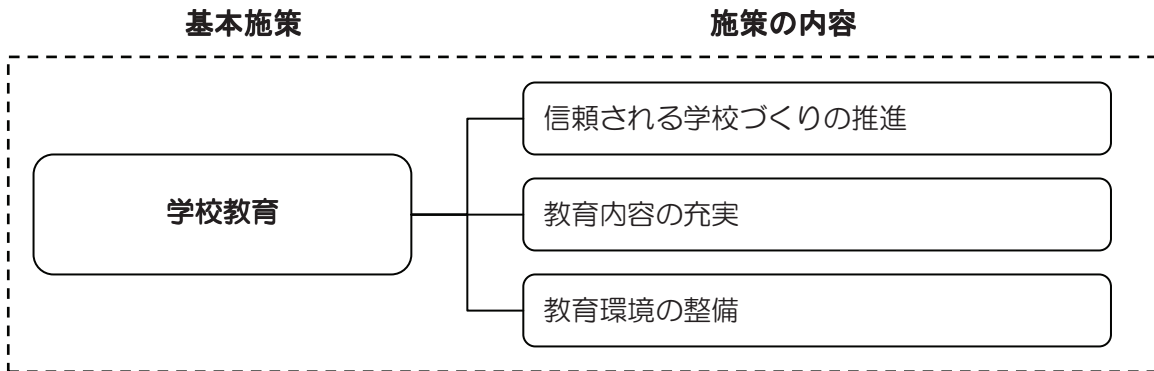 基本施策
施策の内容
学校教育
信頼される学校づくりの推進
教育内容の充実
教育環境の整備